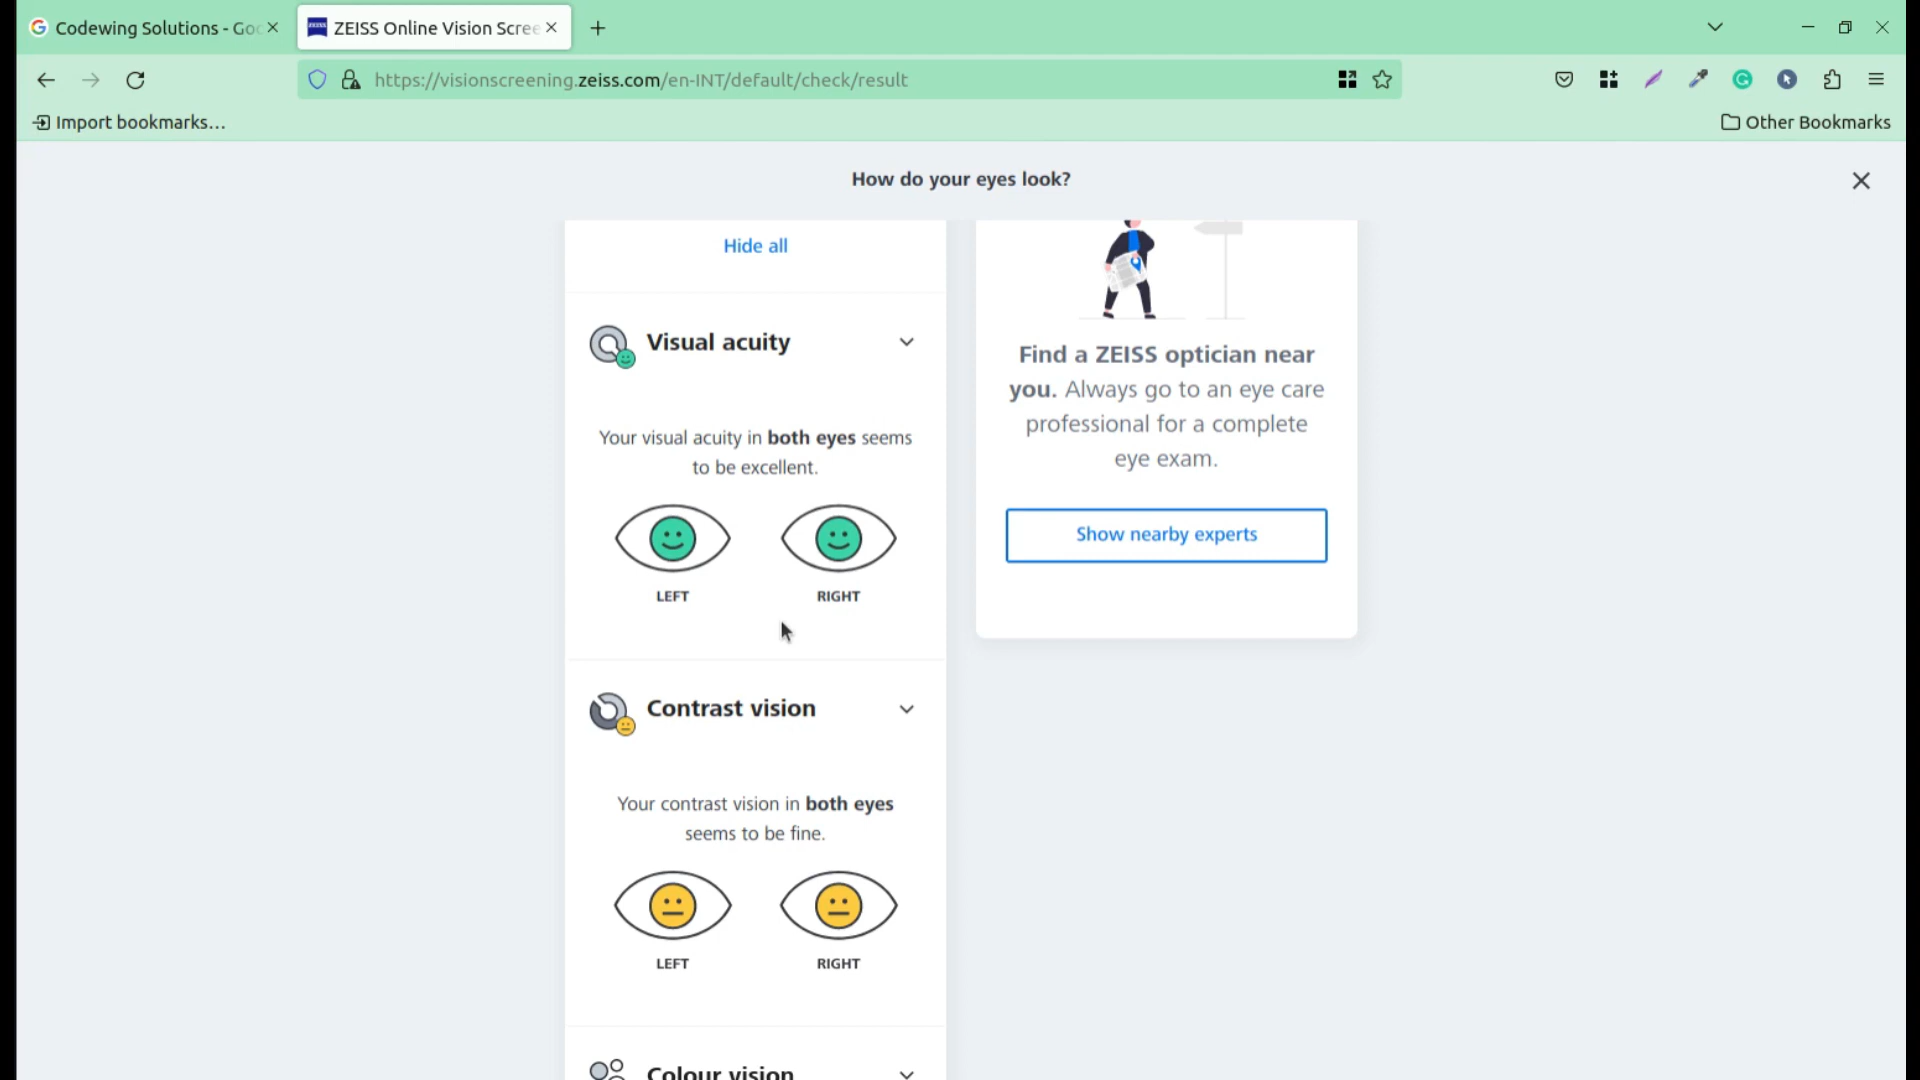 Codewing Solutions - Goo
ZEISS Online Vision Scree
https://visionscreening.zeiss.com/en-INT/default/check/result
Import bookmarks...
Other Bookmarks
How do your eyes look?
Hide all
Visual acuity
Your visual acuity in both eyes seems
to be excellent.
LEFT
RIGHT
Contrast vision
Your contrast vision in both eyes
seems to be fine.
LEFT
RIGHT
Colour vision
Find a ZEISS optician near
you. Always go to an eye care
professional for a complete
eye exam.
Show nearby experts